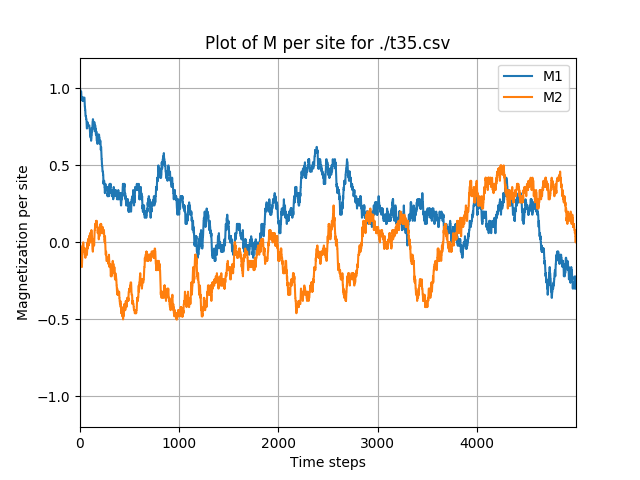 Plot of M per site for ./t35.csv
M1
M2
Magnetization per site
1.0
0.5
0.0
−0.5
−1.0
0 1000 2000 3000 4000
Time steps